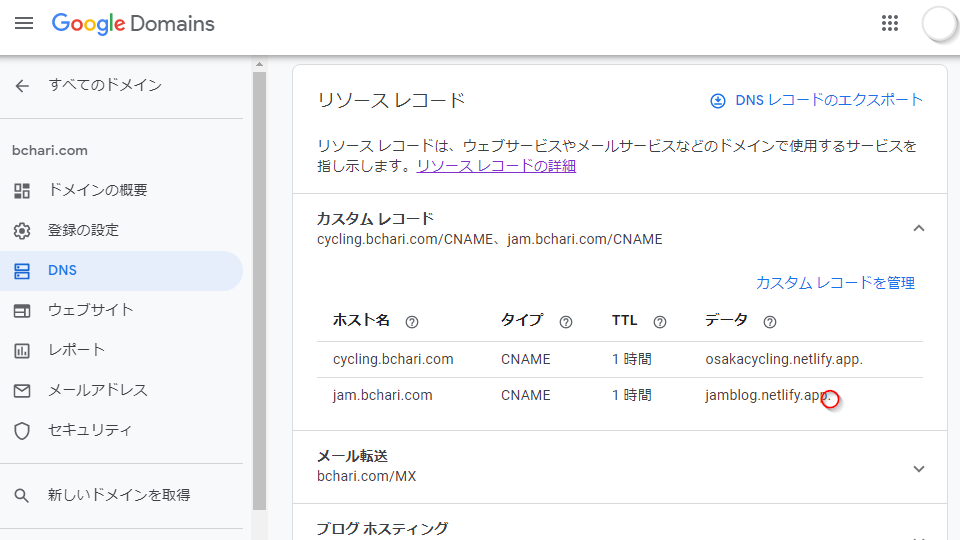 Google Domains
すべてのドメイン
bchari.com
ドメインの概要
登録の設定
DNS
ウェブサイト
レポート
メールアドレス
セキュリティ
新しいドメインを取得
リソース レコード
DNS レコードのエクスポート
リソース レコードは、ウェブサービスやメールサービスなどのドメインで使用するサービスを
指し示します。リソース レコードの詳細
カスタム レコード
cycling.bchari.com/CNAME、jam.bchari.com/CNAME
カスタム レコードを管理
ホスト名 タイプ TTL データ
cycling.bchari.com CNAME 1 時間 osakacycling.netlify.app.
jam.bchari.com CNAME 1 時間 jamblog.netlify.app.
メール転送
bchari.com/MX
ブログ ホスティング